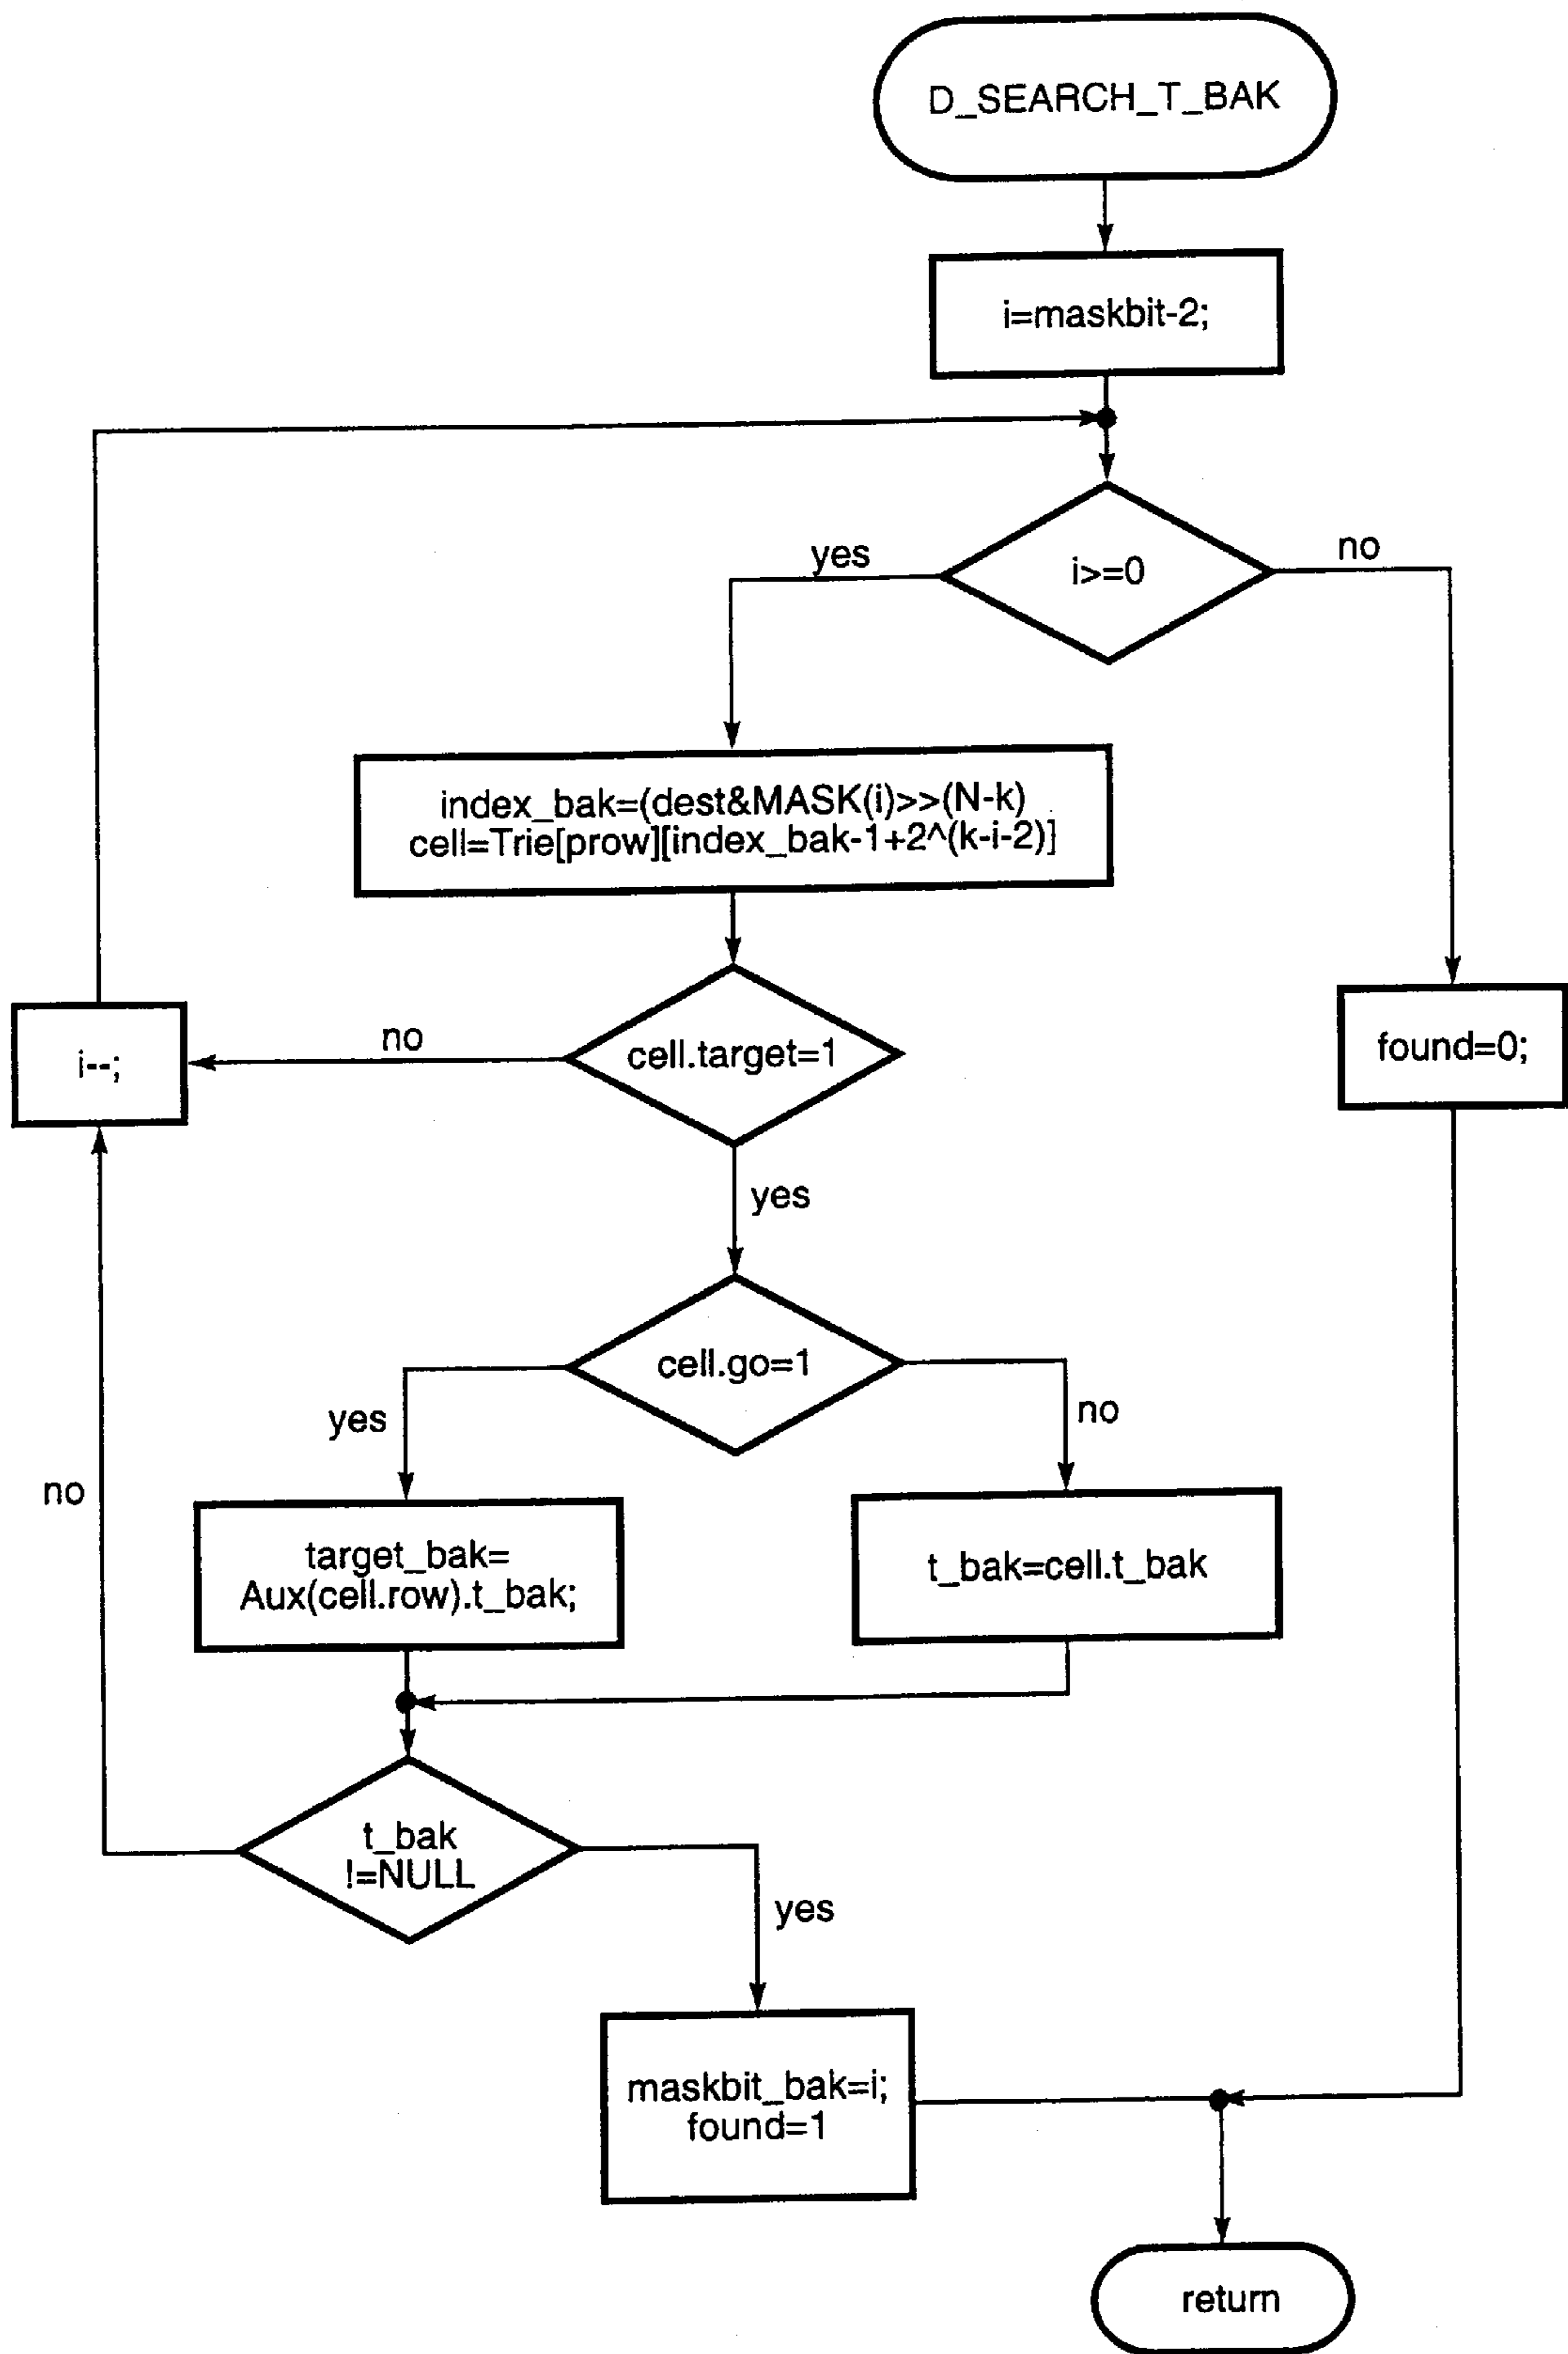 D_SEARCH_T_BAK
i=maskbit-2;
i>=0
yes
no
index_bak=(dest&MASK(i)>>(N-k)
cell=Trie[prow][index_bak-1+2^(k-i-2)]
cell.target=1
no
i--;
found=0;
yes
cell.go=1
yes
no
no
target_bak=
Aux(cell.row).t_bak;
t_bak=cell.t_bak
t_bak
!=NULL
yes
maskbit_bak=i;
found=1
return